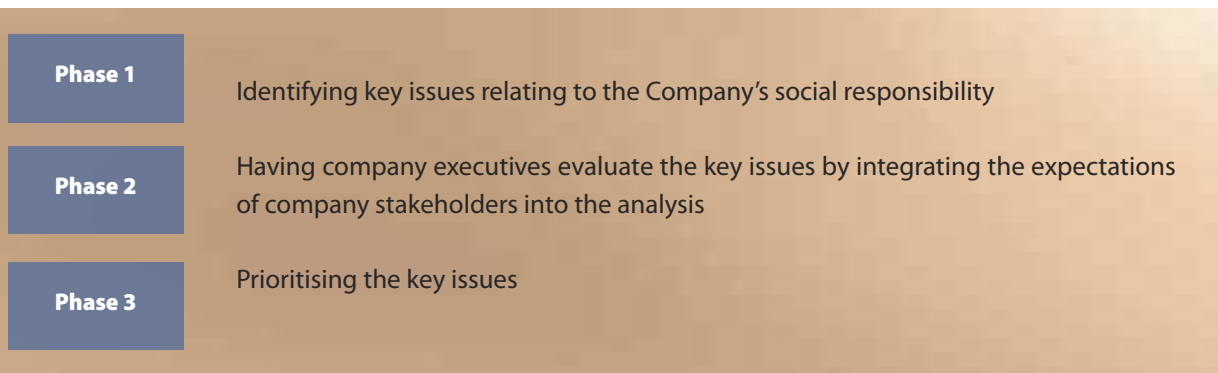 Phase 1
Identifying key issues relating to the Company’s social responsibility
Phase 2
Having company executives evaluate the key issues by integrating the expectations
of company stakeholders into the analysis
Phase 3
Prioritising the key issues